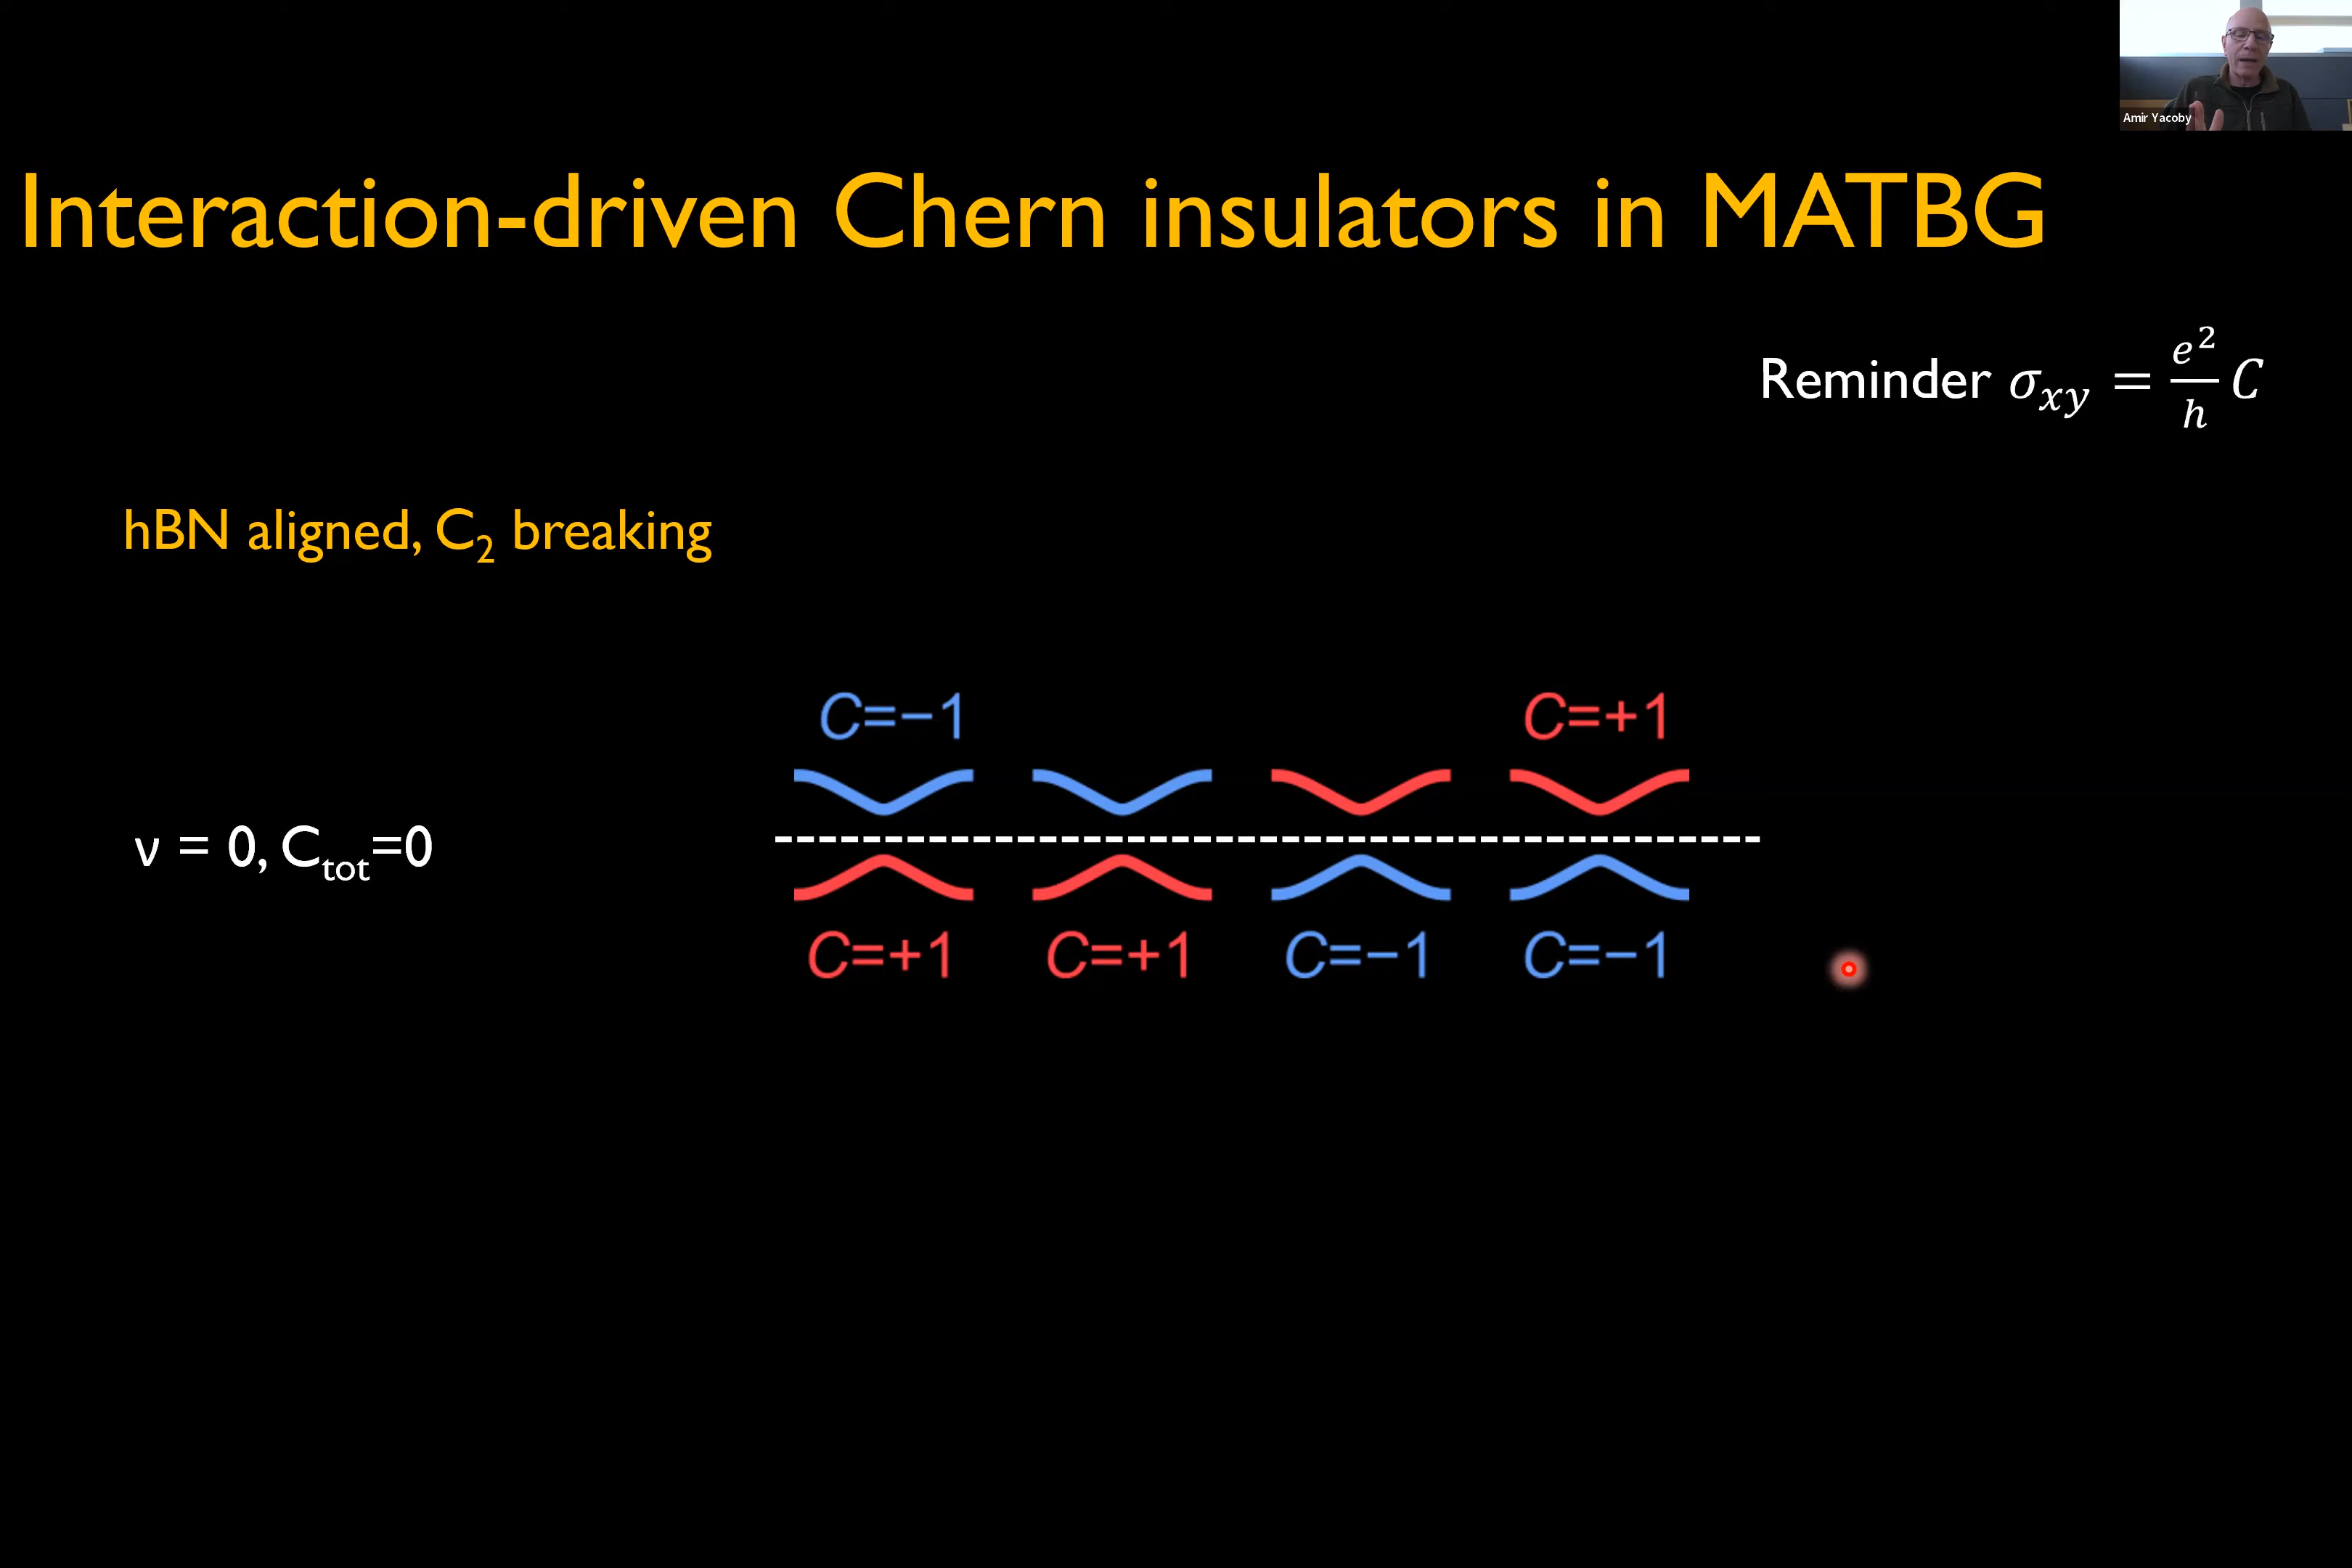 Amir Yacoby
Interaction-driven Chern insulators in MATBG
Reminder σ_xy = e²/h C
hBN aligned, C₂ breaking
C=−1 C=+1
ν = 0, C_tot=0
C=+1 C=+1 C=−1 C=−1